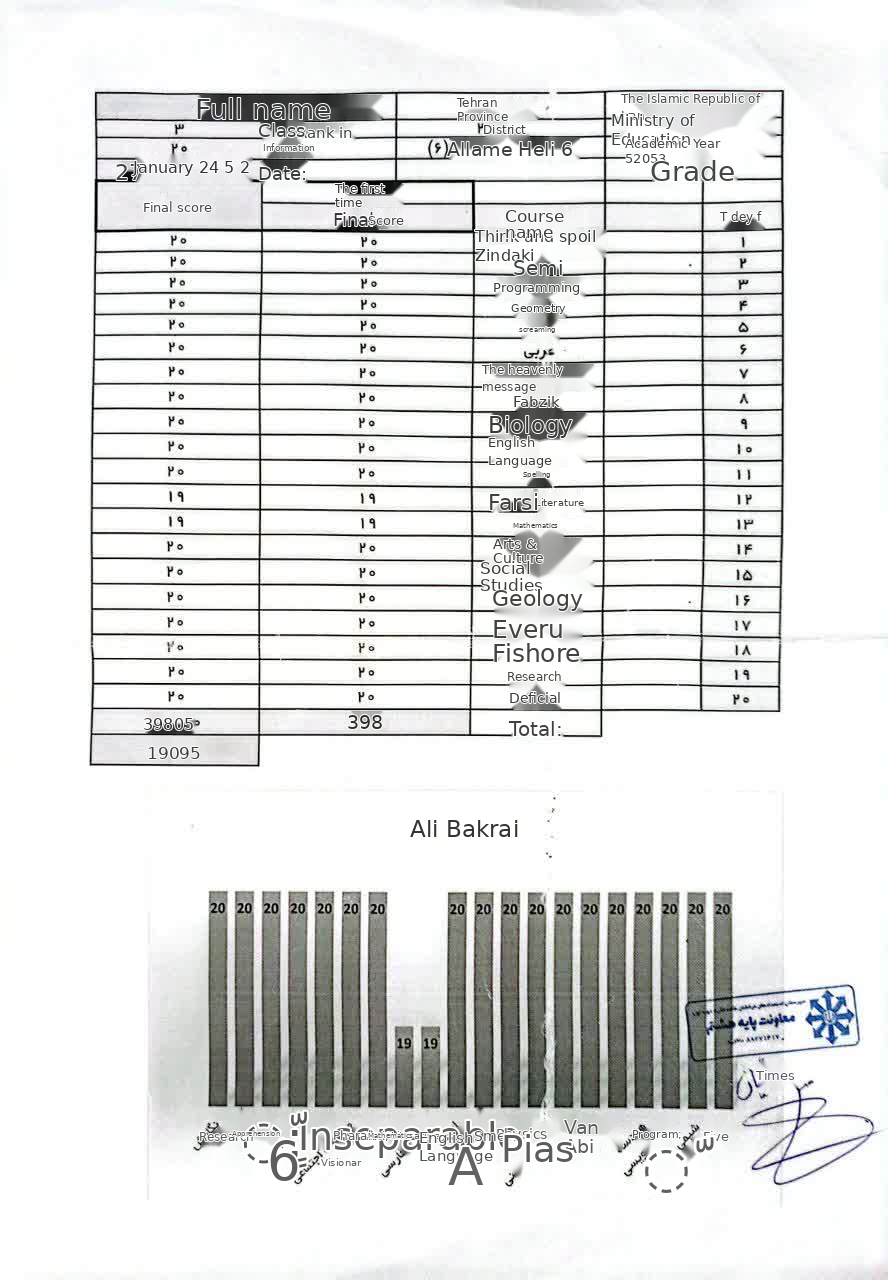 Full name
Tehran Province
The Islamic Republic of
۳
Class
ank in
۲
District
Ministry of Education
۲۰
Information
(۶)
Allame Heli 6
Academic Year
52053
2
January 24 5 2
Date:
Grade
Final score
The first time
Final
Score
Course name
T dey f
۲۰ ۲۰ Think and spoil Zindaki ۱
۲۰ ۲۰ Semi ۲
۲۰ ۲۰ Programming ۳
۲۰ ۲۰ Geometry ۴
۲۰ ۲۰ screaming ۵
۲۰ ۲۰ عربی ۶
۲۰ ۲۰ The heavenly message ۷
۲۰ ۲۰ Fabzik ۸
۲۰ ۲۰ Biology ۹
۲۰ ۲۰ English Language ۱۰
۲۰ ۲۰ Spelling ۱۱
۱۹ ۱۹ Farsi Literature ۱۲
۱۹ ۱۹ Mathematics ۱۳
۲۰ ۲۰ Arts & Culture ۱۴
۲۰ ۲۰ Social Studies ۱۵
۲۰ ۲۰ Geology ۱۶
۲۰ ۲۰ Everu ۱۷
۲۰ ۲۰ Fishore ۱۸
۲۰ ۲۰ Research ۱۹
۲۰ ۲۰ Deficial ۲۰
39805 398 Total:
19095
Ali Bakrai
20 20 20 20 20 20 20 19 19 20 20 20 20 20 20 20 20 20 20 20
معاونت پایه هشتم
Times
Research
Apprehension
Inseparable
Mathematics
English Language
Physics
Van Abi
Program
Five
6
Visionar
اجتماعی
فارسی
A
Pias
شیمی